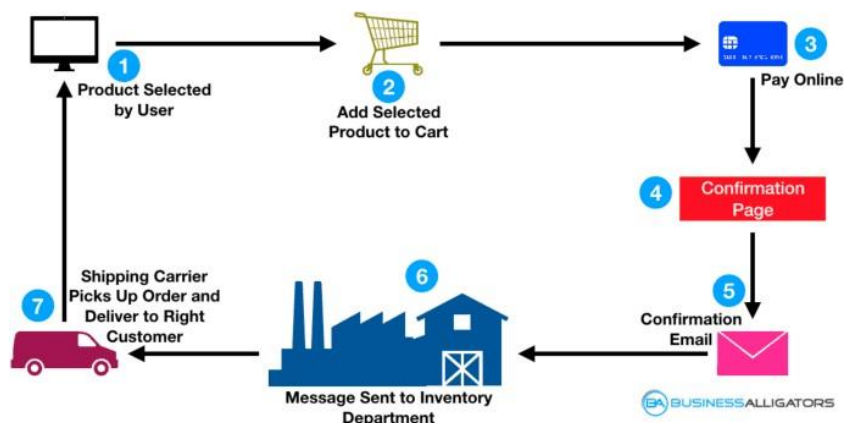 1
Product Selected
by User
2
Add Selected
Product to Cart
3
Pay Online
4
Confirmation
Page
5
Confirmation
Email
6
Message Sent to Inventory
Department
7
Shipping Carrier
Picks Up Order and
Deliver to Right
Customer
BA BUSINESSALLIGATORS